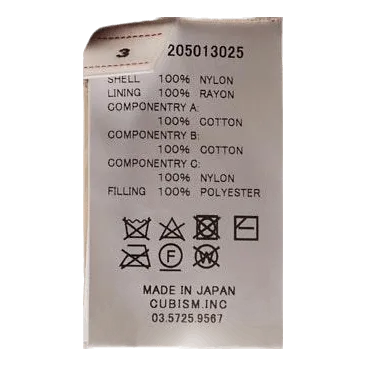 3
205013025
SHELL 100% NYLON
LINING 100% RAYON
COMPONENTRY A:
100% COTTON
COMPONENTRY B:
100% COTTON
COMPONENTRY C:
100% NYLON
FILLING 100% POLYESTER
F W
MADE IN JAPAN
CUBISM.INC
03.5725.9567